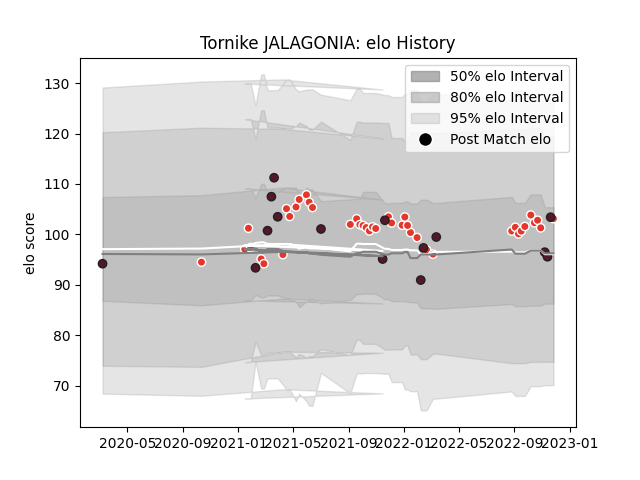 Tornike JALAGONIA: elo History
50% elo Interval
80% elo Interval
95% elo Interval
Post Match elo
elo score
130
120
110
100
90
80
70
2020-05 2020-09 2021-01 2021-05 2021-09 2022-01 2022-05 2022-09 2023-01